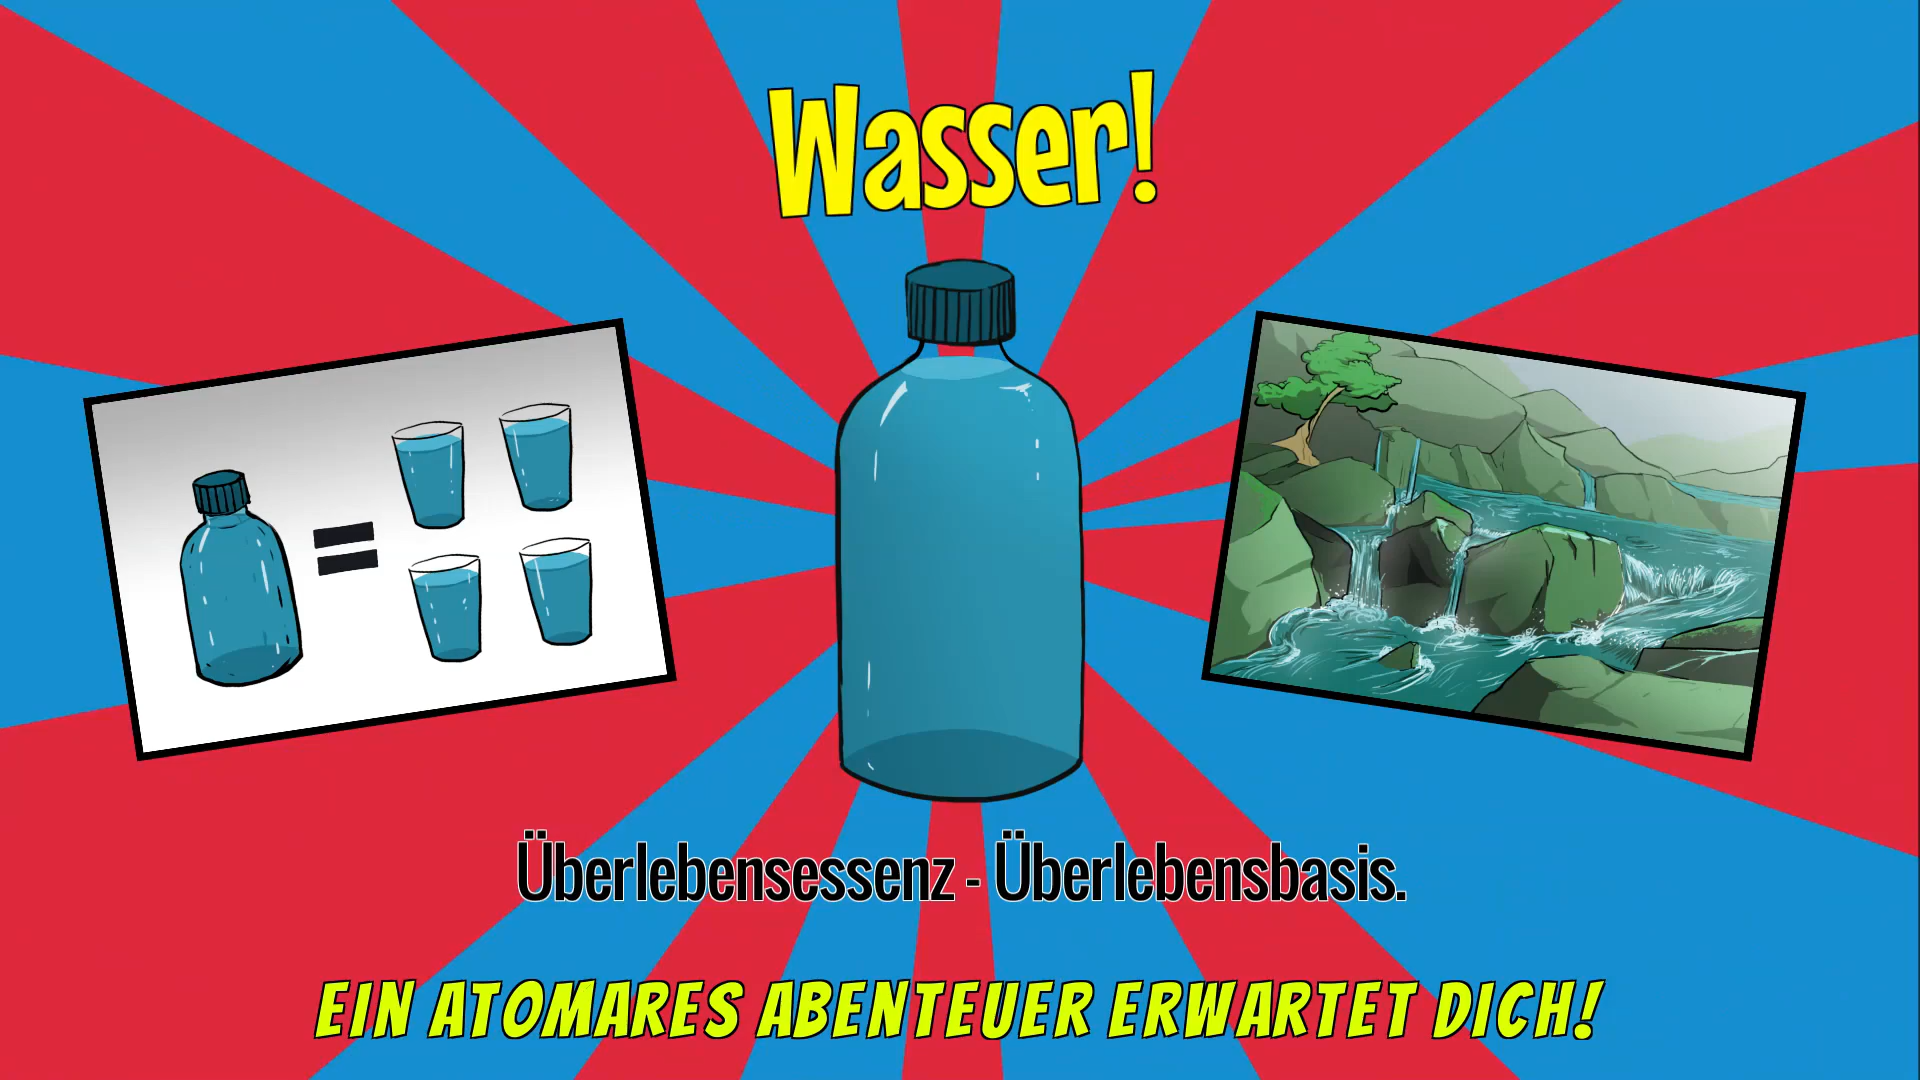 Wasser!
Überlebensessenz - Überlebensbasis.
EIN ATOMARES ABENTEUER ERWARTET DICH!